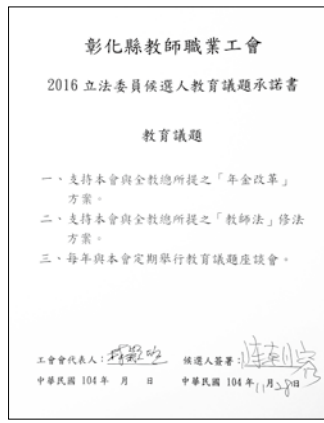 彰化縣教師職業工會
2016 立法委員候選人教育議題承諾書
教育議題
一、支持本會與全教總所提之「年金改革」
方案。
二、支持本會與全教總所提之「教師法」修法
方案。
三、每年與本會定期舉行教育議題座談會。
工會會代表人： 候選人簽署：
中華民國 104 年 月 日 中華民國 104 年 11 月 28 日